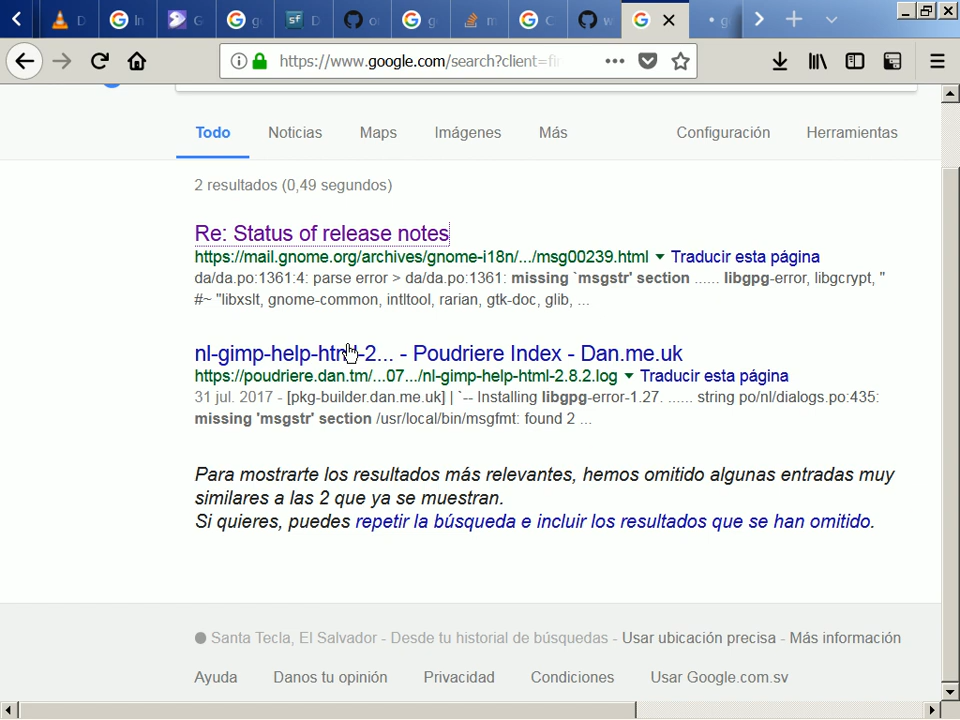 D
In
G
g
D
o
g
m
C
w
g
https://www.google.com/search?client=fi
Todo Noticias Maps Imágenes Más Configuración Herramientas
2 resultados (0,49 segundos)
Re: Status of release notes
https://mail.gnome.org/archives/gnome-i18n/.../msg00239.html Traducir esta página
da/da.po:1361:4: parse error > da/da.po:1361: missing `msgstr' section ...... libgpg-error, libgcrypt, "
#~ "libxslt, gnome-common, intltool, rarian, gtk-doc, glib, ...
nl-gimp-help-html-2... - Poudriere Index - Dan.me.uk
https://poudriere.dan.tm/...07.../nl-gimp-help-html-2.8.2.log Traducir esta página
31 jul. 2017 - [pkg-builder.dan.me.uk] | `-- Installing libgpg-error-1.27. ...... string po/nl/dialogs.po:435:
missing 'msgstr' section /usr/local/bin/msgfmt: found 2 ...
Para mostrarte los resultados más relevantes, hemos omitido algunas entradas muy
similares a las 2 que ya se muestran.
Si quieres, puedes repetir la búsqueda e incluir los resultados que se han omitido.
Santa Tecla, El Salvador - Desde tu historial de búsquedas - Usar ubicación precisa - Más información
Ayuda Danos tu opinión Privacidad Condiciones Usar Google.com.sv